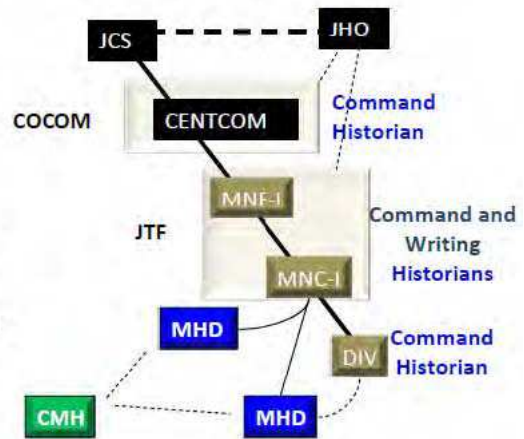 JCS
JHO
COCOM
CENTCOM
Command
Historian
JTF
MNF-I
MNC-I
Command and
Writing
Historians
MHD
DIV
Command
Historian
CMH
MHD